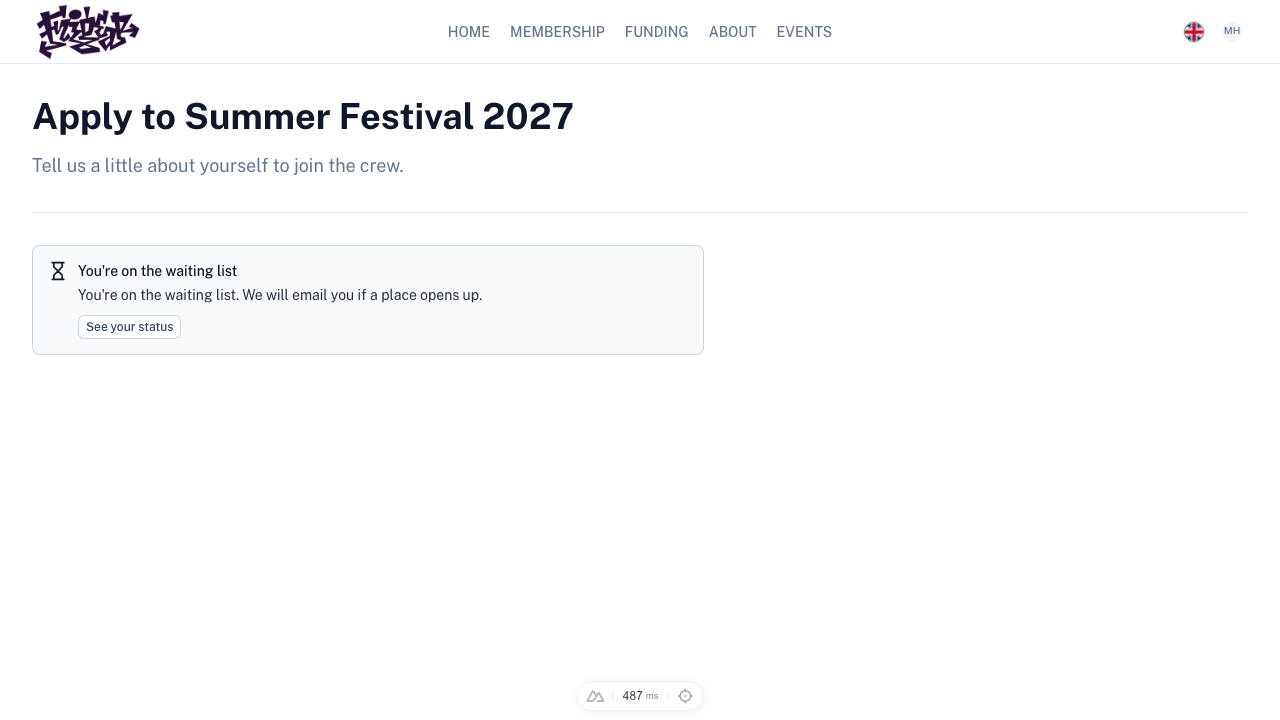 HOME MEMBERSHIP FUNDING ABOUT EVENTS MH
Apply to Summer Festival 2027
Tell us a little about yourself to join the crew.
You're on the waiting list
You're on the waiting list. We will email you if a place opens up.
See your status
487 ms